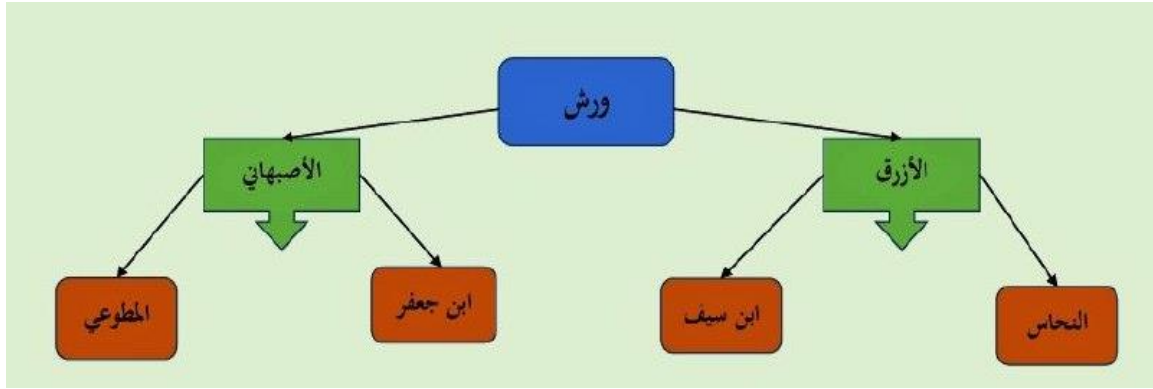 ورش
الأزرق
الأصبهاني
النحاس
ابن سيف
ابن جعفر
المطوعي